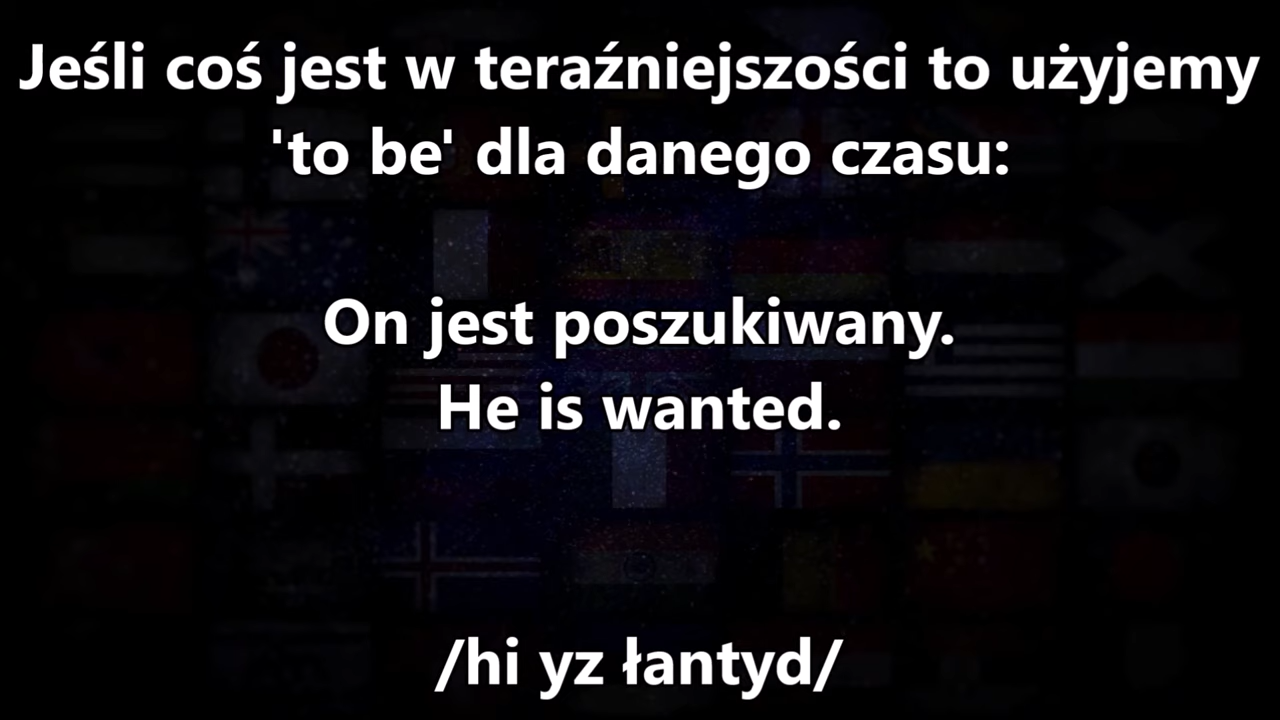 Jeśli coś jest w teraźniejszości to użyjemy
'to be' dla danego czasu:
On jest poszukiwany.
He is wanted.
/hi yz łantyd/